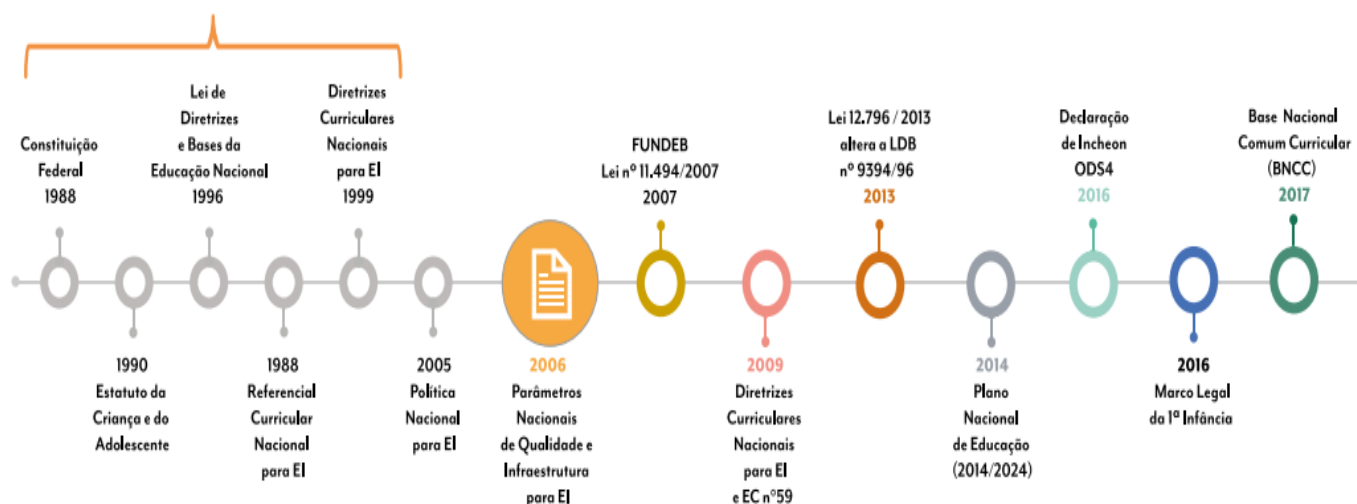 Constituição
Federal
1988
1990
Estatuto da
Criança e do
Adolescente
Lei de
Diretrizes
e Bases da
Educação Nacional
1996
1988
Referencial
Curricular
Nacional
para EI
Diretrizes
Curriculares
Nacionais
para EI
1999
2005
Política
Nacional
para EI
2006
Parâmetros
Nacionais
de Qualidade e
Infraestrutura
para EI
FUNDEB
Lei nº 11.494/2007
2007
2009
Diretrizes
Curriculares
Nacionais
para EI
e EC nº59
Lei 12.796 / 2013
altera a LDB
nº 9394/96
2013
2014
Plano
Nacional
de Educação
(2014/2024)
Declaração
de Incheon
ODS4
2016
2016
Marco Legal
da 1ª Infância
Base Nacional
Comum Curricular
(BNCC)
2017